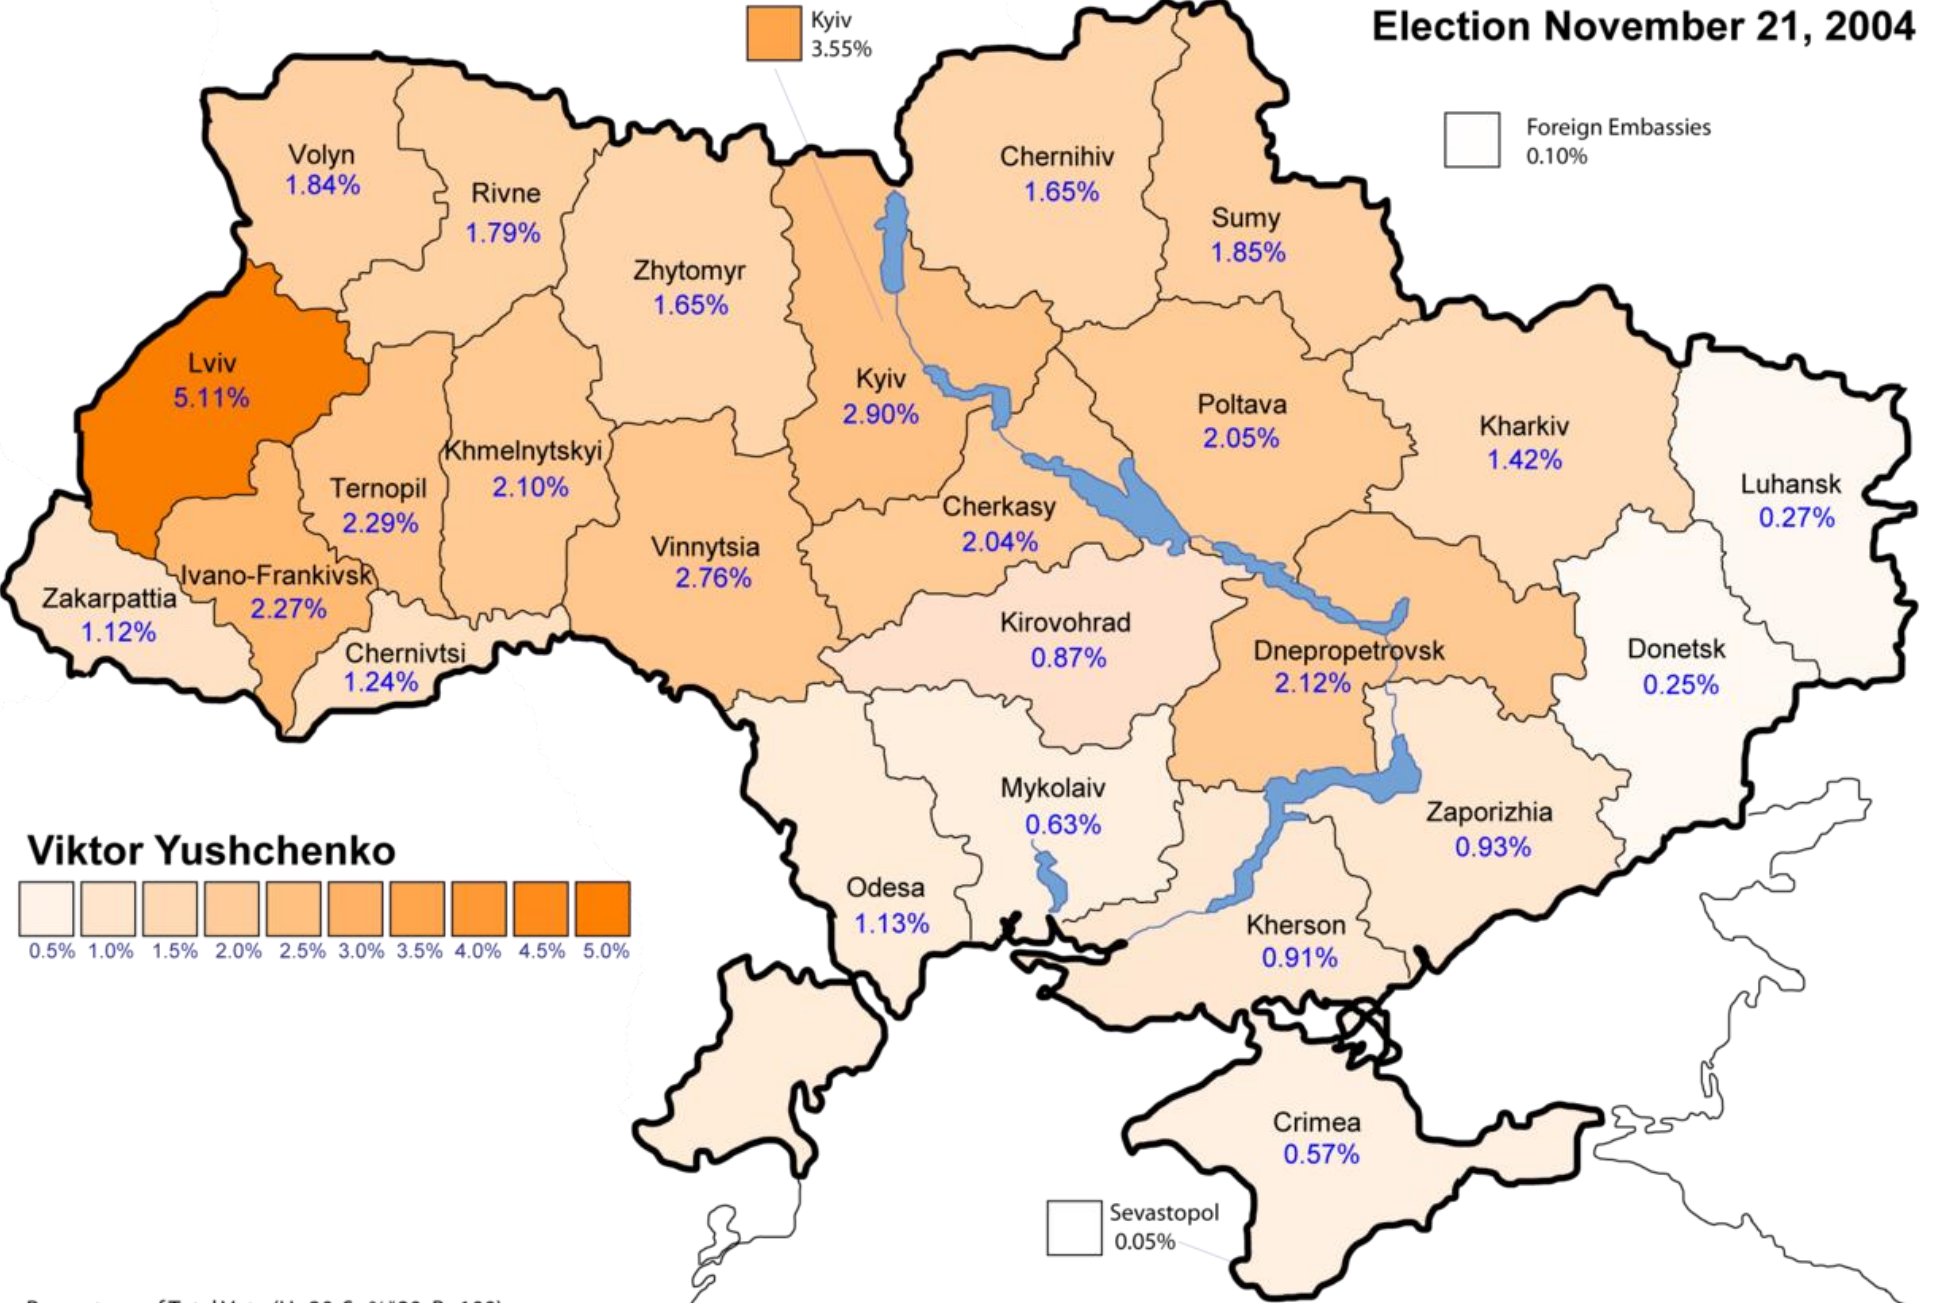 Election November 21, 2004
Kyiv
3.55%
Foreign Embassies
0.10%
Volyn
1.84%
Rivne
1.79%
Chernihiv
1.65%
Sumy
1.85%
Zhytomyr
1.65%
Lviv
5.11%
Kyiv
2.90%
Poltava
2.05%
Kharkiv
1.42%
Khmelnytskyi
2.10%
Ternopil
2.29%
Luhansk
0.27%
Cherkasy
2.04%
Vinnytsia
2.76%
Ivano-Frankivsk
2.27%
Zakarpattia
1.12%
Chernivtsi
1.24%
Kirovohrad
0.87%
Dnepropetrovsk
2.12%
Donetsk
0.25%
Mykolaiv
0.63%
Zaporizhia
0.93%
Odesa
1.13%
Kherson
0.91%
Viktor Yushchenko
0.5% 1.0% 1.5% 2.0% 2.5% 3.0% 3.5% 4.0% 4.5% 5.0%
Crimea
0.57%
Sevastopol
0.05%